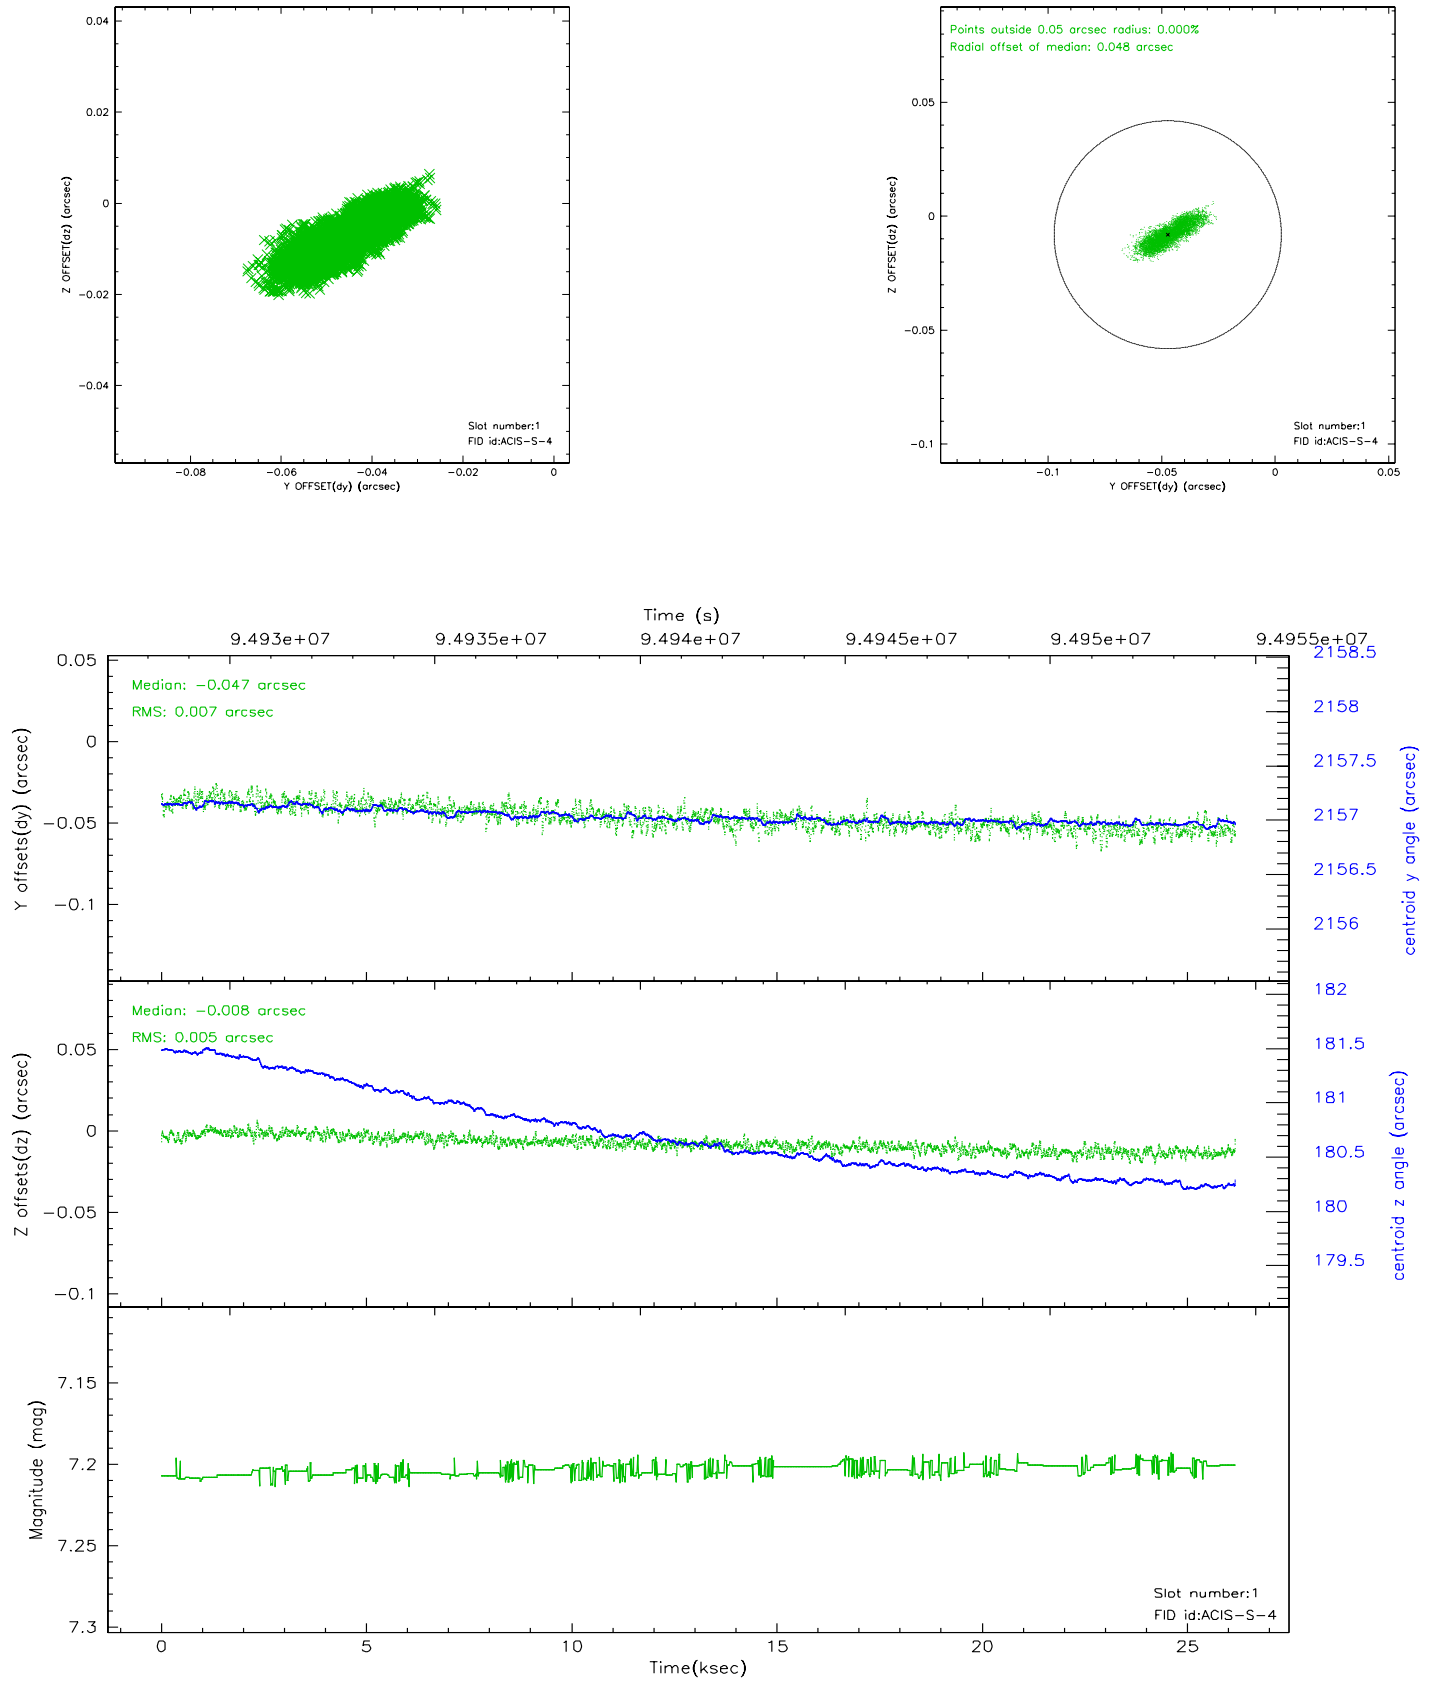 0.04
0.02
0
−0.02
−0.04
Z OFFSET(dz) (arcsec)
Slot number:1
FID id:ACIS−S−4
−0.08
−0.06
−0.04
−0.02
0
Y OFFSET(dy) (arcsec)
Points outside 0.05 arcsec radius: 0.000%
Radial offset of median: 0.048 arcsec
0.05
0
−0.05
−0.1
Z OFFSET(dz) (arcsec)
Slot number:1
FID id:ACIS−S−4
−0.1
−0.05
0
0.05
Y OFFSET(dy) (arcsec)
Time (s)
9.493e+07
9.4935e+07
9.494e+07
9.4945e+07
9.495e+07
9.4955e+07
0.05
0
−0.05
−0.1
Y offsets(dy) (arcsec)
Median: −0.047 arcsec
RMS: 0.007 arcsec
2158.5
2158
2157.5
2157
2156.5
2156
centroid y angle (arcsec)
0.05
0
−0.05
−0.1
Z offsets(dz) (arcsec)
Median: −0.008 arcsec
RMS: 0.005 arcsec
182
181.5
181
180.5
180
179.5
centroid z angle (arcsec)
7.15
7.2
7.25
7.3
Magnitude (mag)
Slot number:1
FID id:ACIS−S−4
0
5
10
15
20
25
Time(ksec)